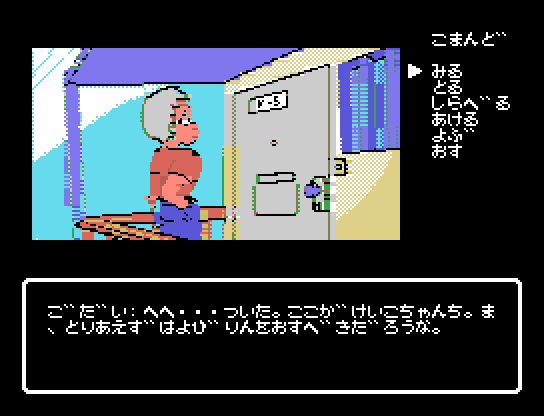 こまんど
みる
とる
しらべる
あける
よぶ
おす
K-5
ごだい:へへ・・・ついた。ここがけいこちゃんち。ま
、とりあえずはよびりんをおすべきだろうな。